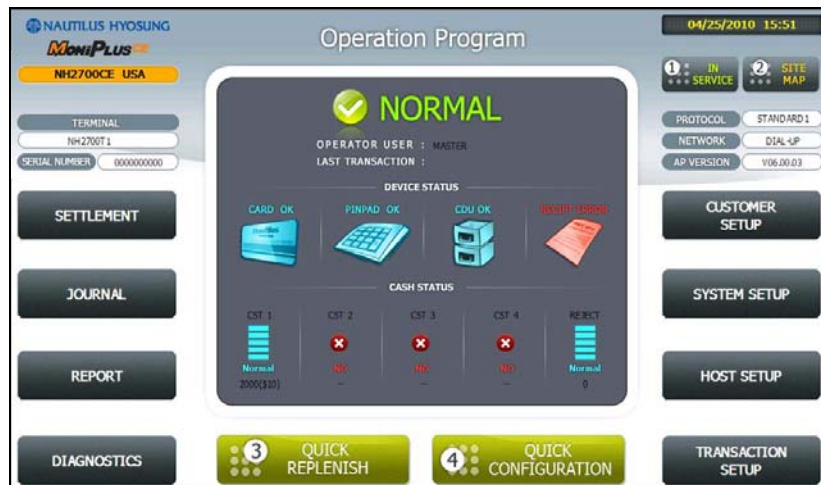 NAUTILUS HYOSUNG
MoniPlus CE
NH2700CE USA
Operation Program
04/25/2010 15:51
1 IN SERVICE
2 SITE MAP
TERMINAL
NH2700T1
SERIAL NUMBER 0000000000
PROTOCOL STANDARD1
NETWORK DIAL-UP
AP VERSION V06.00.03
NORMAL
OPERATOR USER : MASTER
LAST TRANSACTION :
DEVICE STATUS
CARD OK PINPAD OK CDU OK RECEIPT ERROR
CASH STATUS
CST 1 CST 2 CST 3 CST 4 REJECT
Normal NO NO NO Normal
2000($10) -- -- -- 0
SETTLEMENT
JOURNAL
REPORT
DIAGNOSTICS
CUSTOMER
SETUP
SYSTEM SETUP
HOST SETUP
TRANSACTION
SETUP
3 QUICK
REPLENISH
4 QUICK
CONFIGURATION